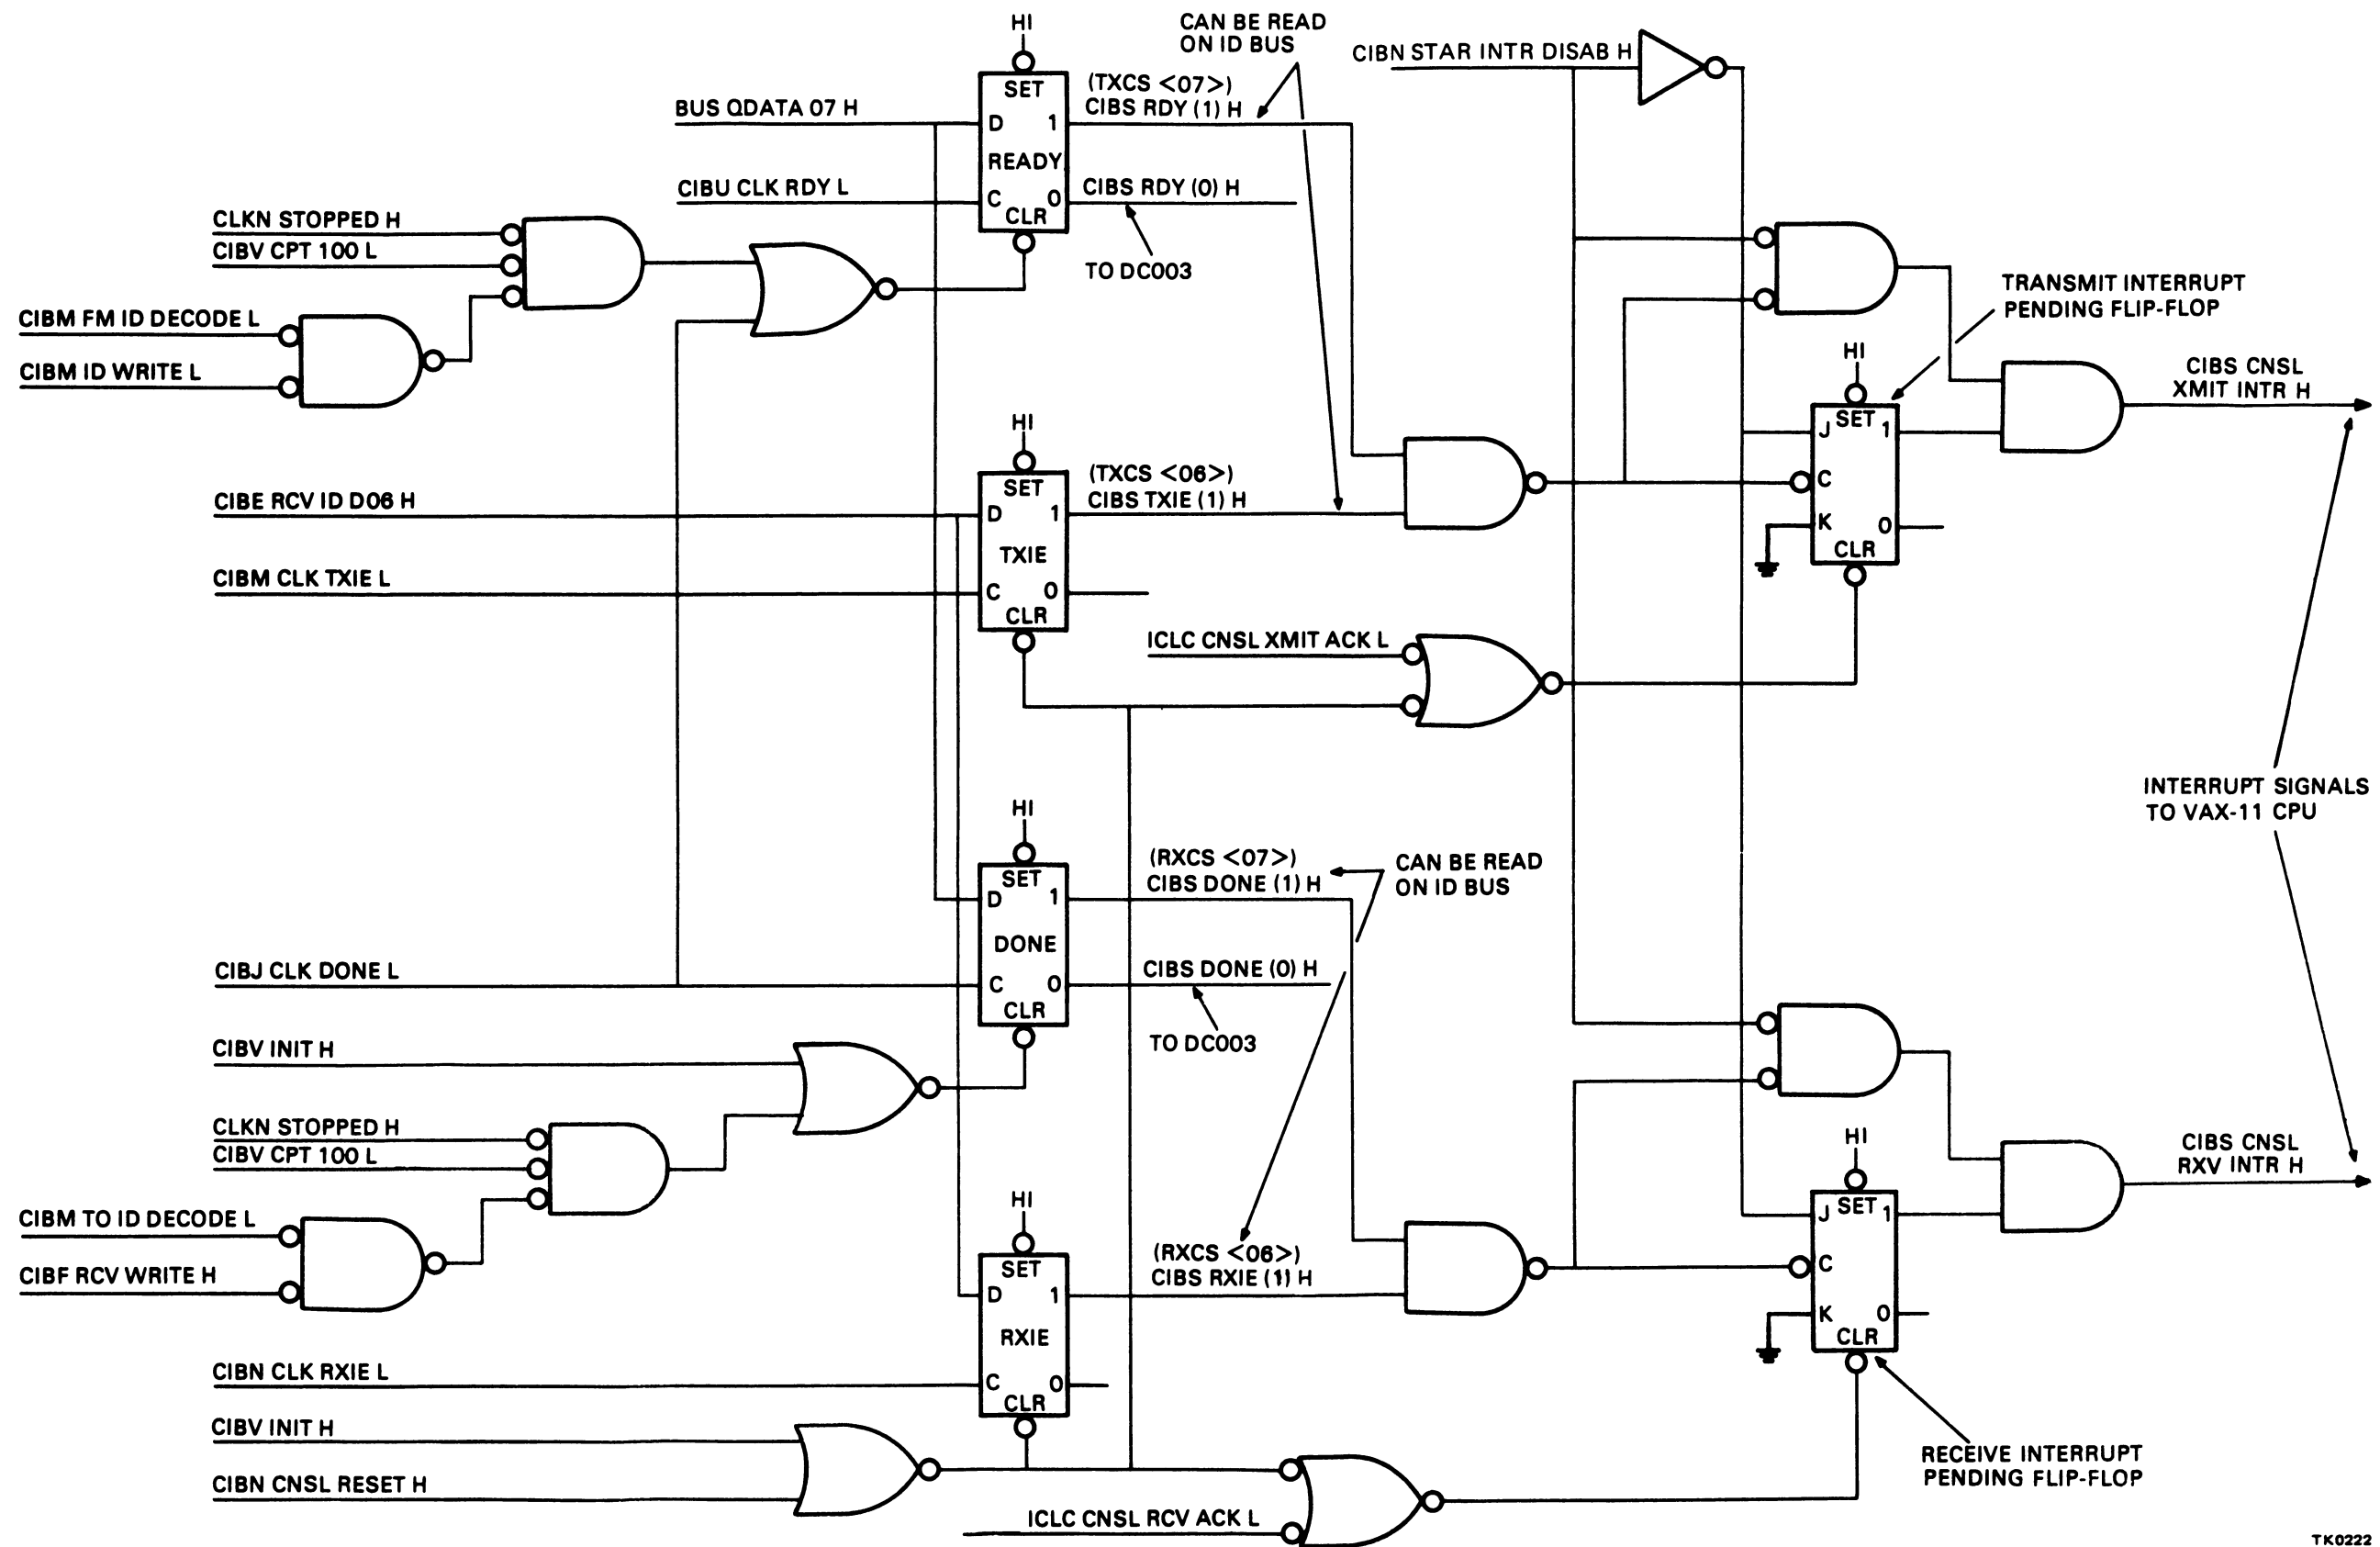 HI
CAN BE READ
ON ID BUS
CIBN STAR INTR DISAB H
SET
(TXCS <07>)
CIBS RDY (1) H
BUS QDATA 07 H
D 1
READY
CIBU CLK RDY L
C 0
CIBS RDY (0) H
CLR
TO DC003
CLKN STOPPED H
CIBV CPT 100 L
CIBM FM ID DECODE L
CIBM ID WRITE L
TRANSMIT INTERRUPT
PENDING FLIP-FLOP
HI
SET
J 1
C
K 0
CLR
CIBS CNSL
XMIT INTR H
HI
SET
(TXCS <06>)
CIBS TXIE (1) H
CIBE RCV ID D06 H
D 1
TXIE
CIBM CLK TXIE L
C 0
CLR
ICLC CNSL XMIT ACK L
INTERRUPT SIGNALS
TO VAX-11 CPU
HI
SET
(RXCS <07>)
CIBS DONE (1) H
CAN BE READ
ON ID BUS
D 1
DONE
CIBJ CLK DONE L
C 0
CIBS DONE (0) H
CLR
TO DC003
CIBV INIT H
CLKN STOPPED H
CIBV CPT 100 L
CIBM TO ID DECODE L
CIBF RCV WRITE H
HI
SET
J 1
C
K 0
CLR
CIBS CNSL
RXV INTR H
HI
SET
(RXCS <06>)
CIBS RXIE (1) H
D 1
RXIE
CIBN CLK RXIE L
C 0
CLR
CIBV INIT H
CIBN CNSL RESET H
ICLC CNSL RCV ACK L
RECEIVE INTERRUPT
PENDING FLIP-FLOP
TK0222